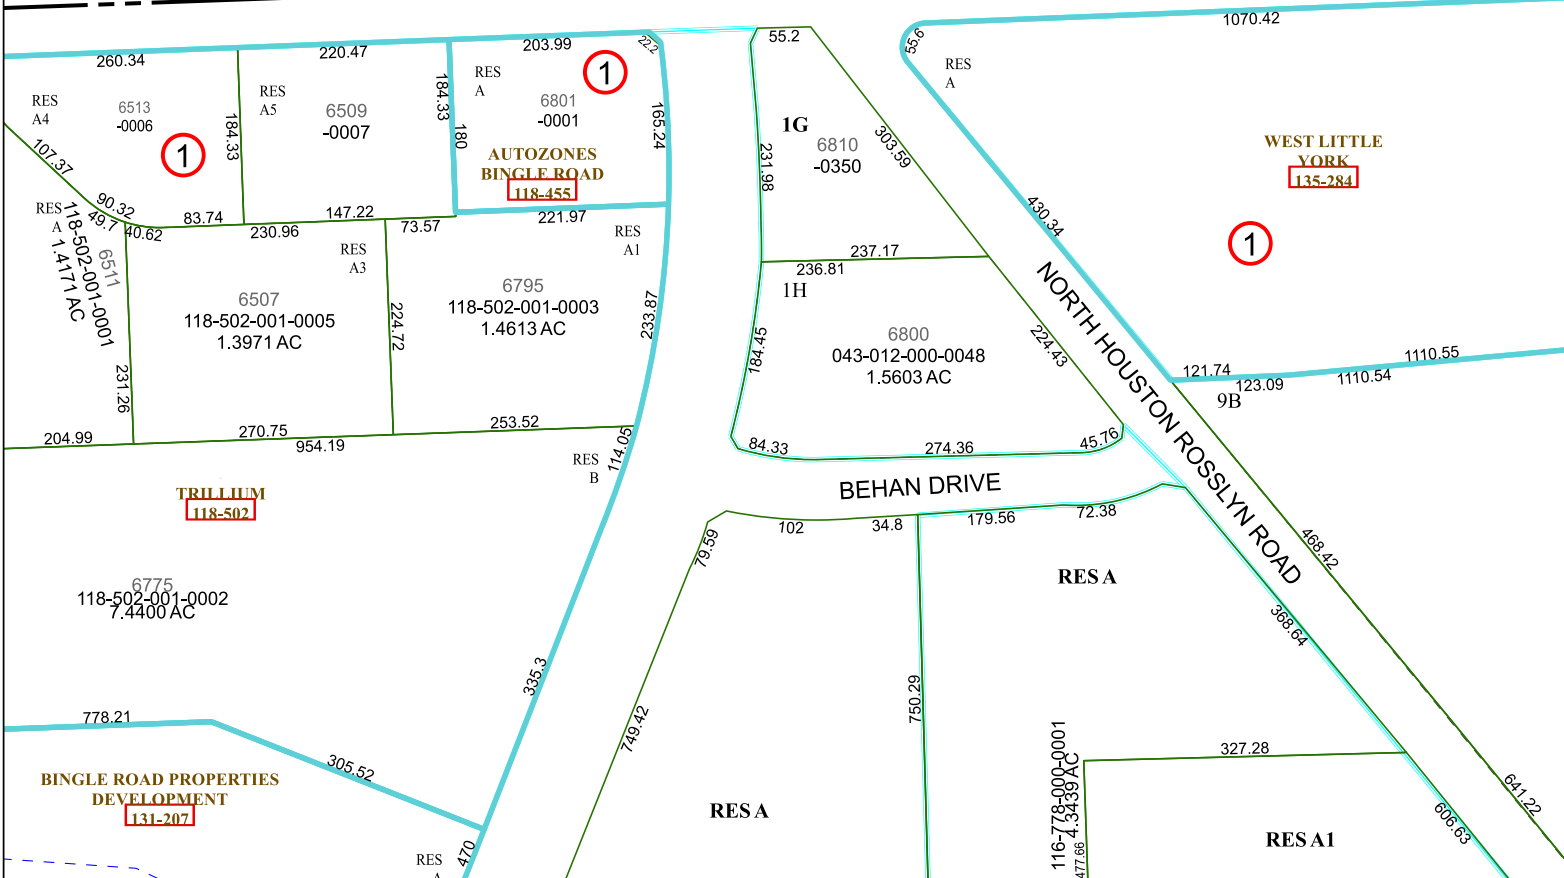 260.34
220.47
203.99
22.2
55.2
55.6
1070.42
RES
A4
6513
-0006
1
184.33
RES
A5
6509
-0007
184.33
180
RES
A
6801
-0001
1
165.24
AUTOZONES
BINGLE ROAD
118-455
1G
6810
-0350
231.98
303.59
RES
A
WEST LITTLE
YORK
135-284
1
430.34
107.37
90.32
49.7
40.62
83.74
230.96
147.22
73.57
221.97
RES
A
6511
118-502-001-0001
1.4171 AC
231.26
RES
A3
6507
118-502-001-0005
1.3971 AC
224.72
RES
A1
6795
118-502-001-0003
1.4613 AC
233.87
237.17
236.81
1H
6800
043-012-000-0048
1.5603 AC
184.45
224.43
NORTH HOUSTON ROSSLYN ROAD
121.74
123.09
1110.55
1110.54
9B
204.99
270.75
954.19
253.52
114.05
RES
B
84.33
274.36
45.76
BEHAN DRIVE
TRILLIUM
118-502
6775
118-502-001-0002
7.4400 AC
79.59
102
34.8
179.56
72.38
RES A
468.42
368.64
335.3
749.42
750.29
778.21
305.52
BINGLE ROAD PROPERTIES
DEVELOPMENT
131-207
RES
A
470
RES A
116-778-000-0001
4.3439 AC
477.66
327.28
RES A1
606.63
641.22